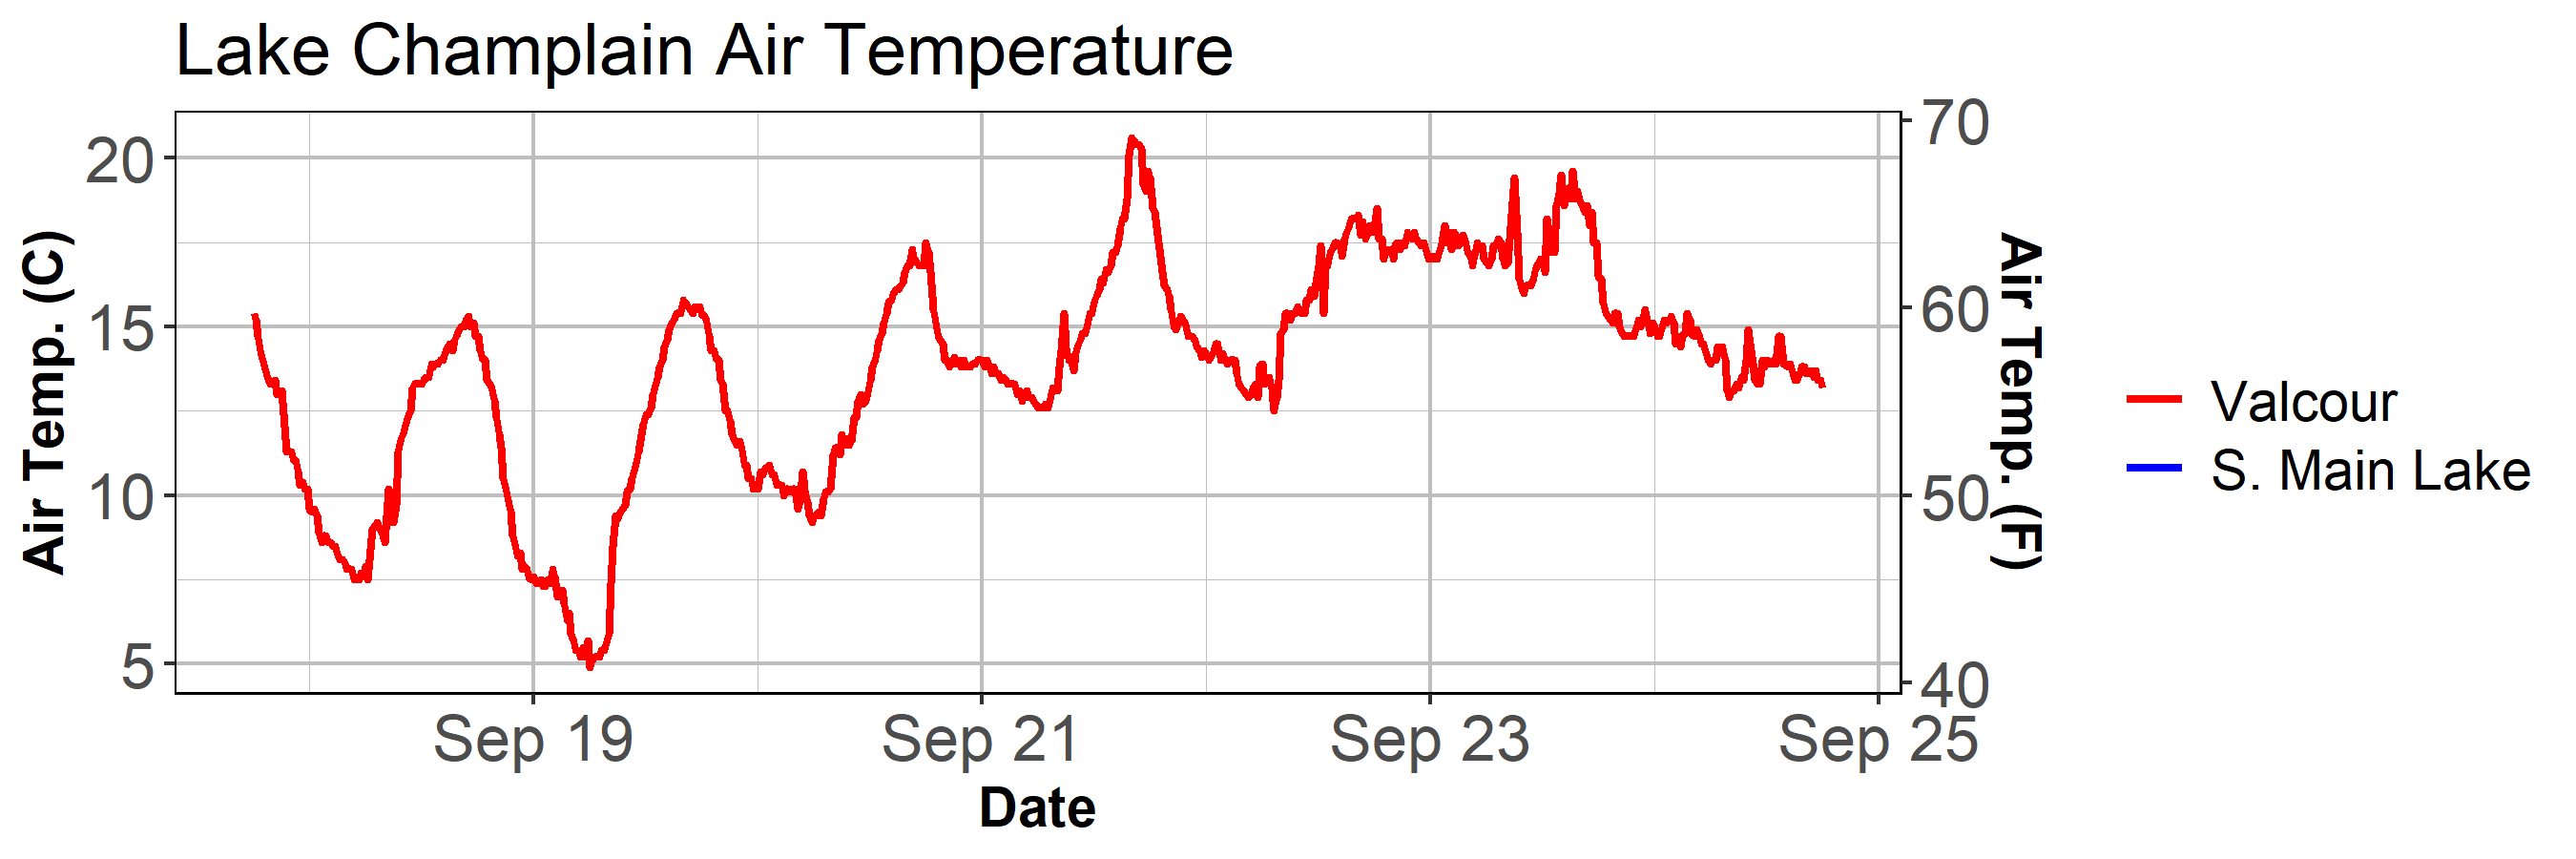 Lake Champlain Air Temperature
Air Temp. (C)
20
15
10
5
70
60
50
40
Air Temp. (F)
Sep 19
Sep 21
Sep 23
Sep 25
Date
Valcour
S. Main Lake